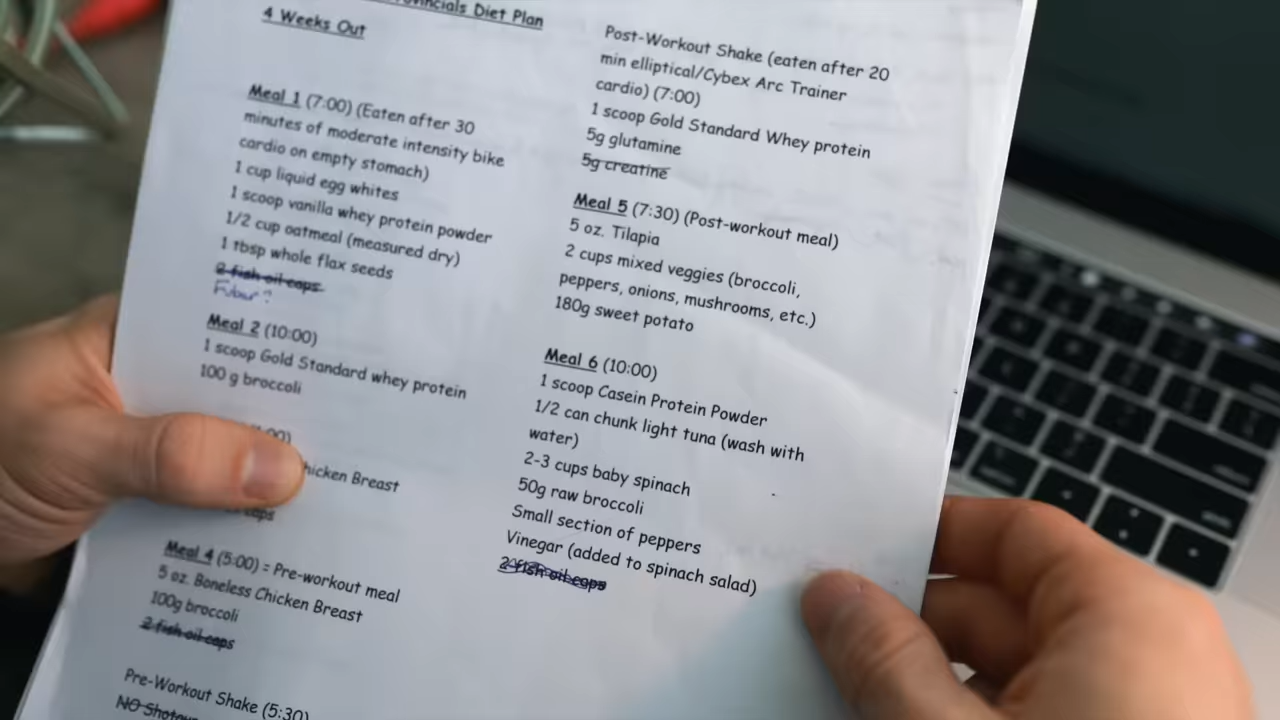 Diet Plan
4 Weeks Out
Meal 1 (7:00) (Eaten after 30
minutes of moderate intensity bike
cardio on empty stomach)
1 cup liquid egg whites
1 scoop vanilla whey protein powder
1/2 cup oatmeal (measured dry)
1 tbsp whole flax seeds
2 fish oil caps
Meal 2 (10:00)
1 scoop Gold Standard whey protein
100 g broccoli
Breast
caps
Meal 4 (5:00) = Pre-workout meal
5 oz. Boneless Chicken Breast
100g broccoli
2 fish oil caps
Pre-Workout Shake (5:30)
NO
Post-Workout Shake (eaten after 20
min elliptical/Cybex Arc Trainer
cardio) (7:00)
1 scoop Gold Standard Whey protein
5g glutamine
5g creatine
Meal 5 (7:30) (Post-workout meal)
5 oz. Tilapia
2 cups mixed veggies (broccoli,
peppers, onions, mushrooms, etc.)
180g sweet potato
Meal 6 (10:00)
1 scoop Casein Protein Powder
1/2 can chunk light tuna (wash with
water)
2-3 cups baby spinach
50g raw broccoli
Small section of peppers
Vinegar (added to spinach salad)
2 fish oil caps